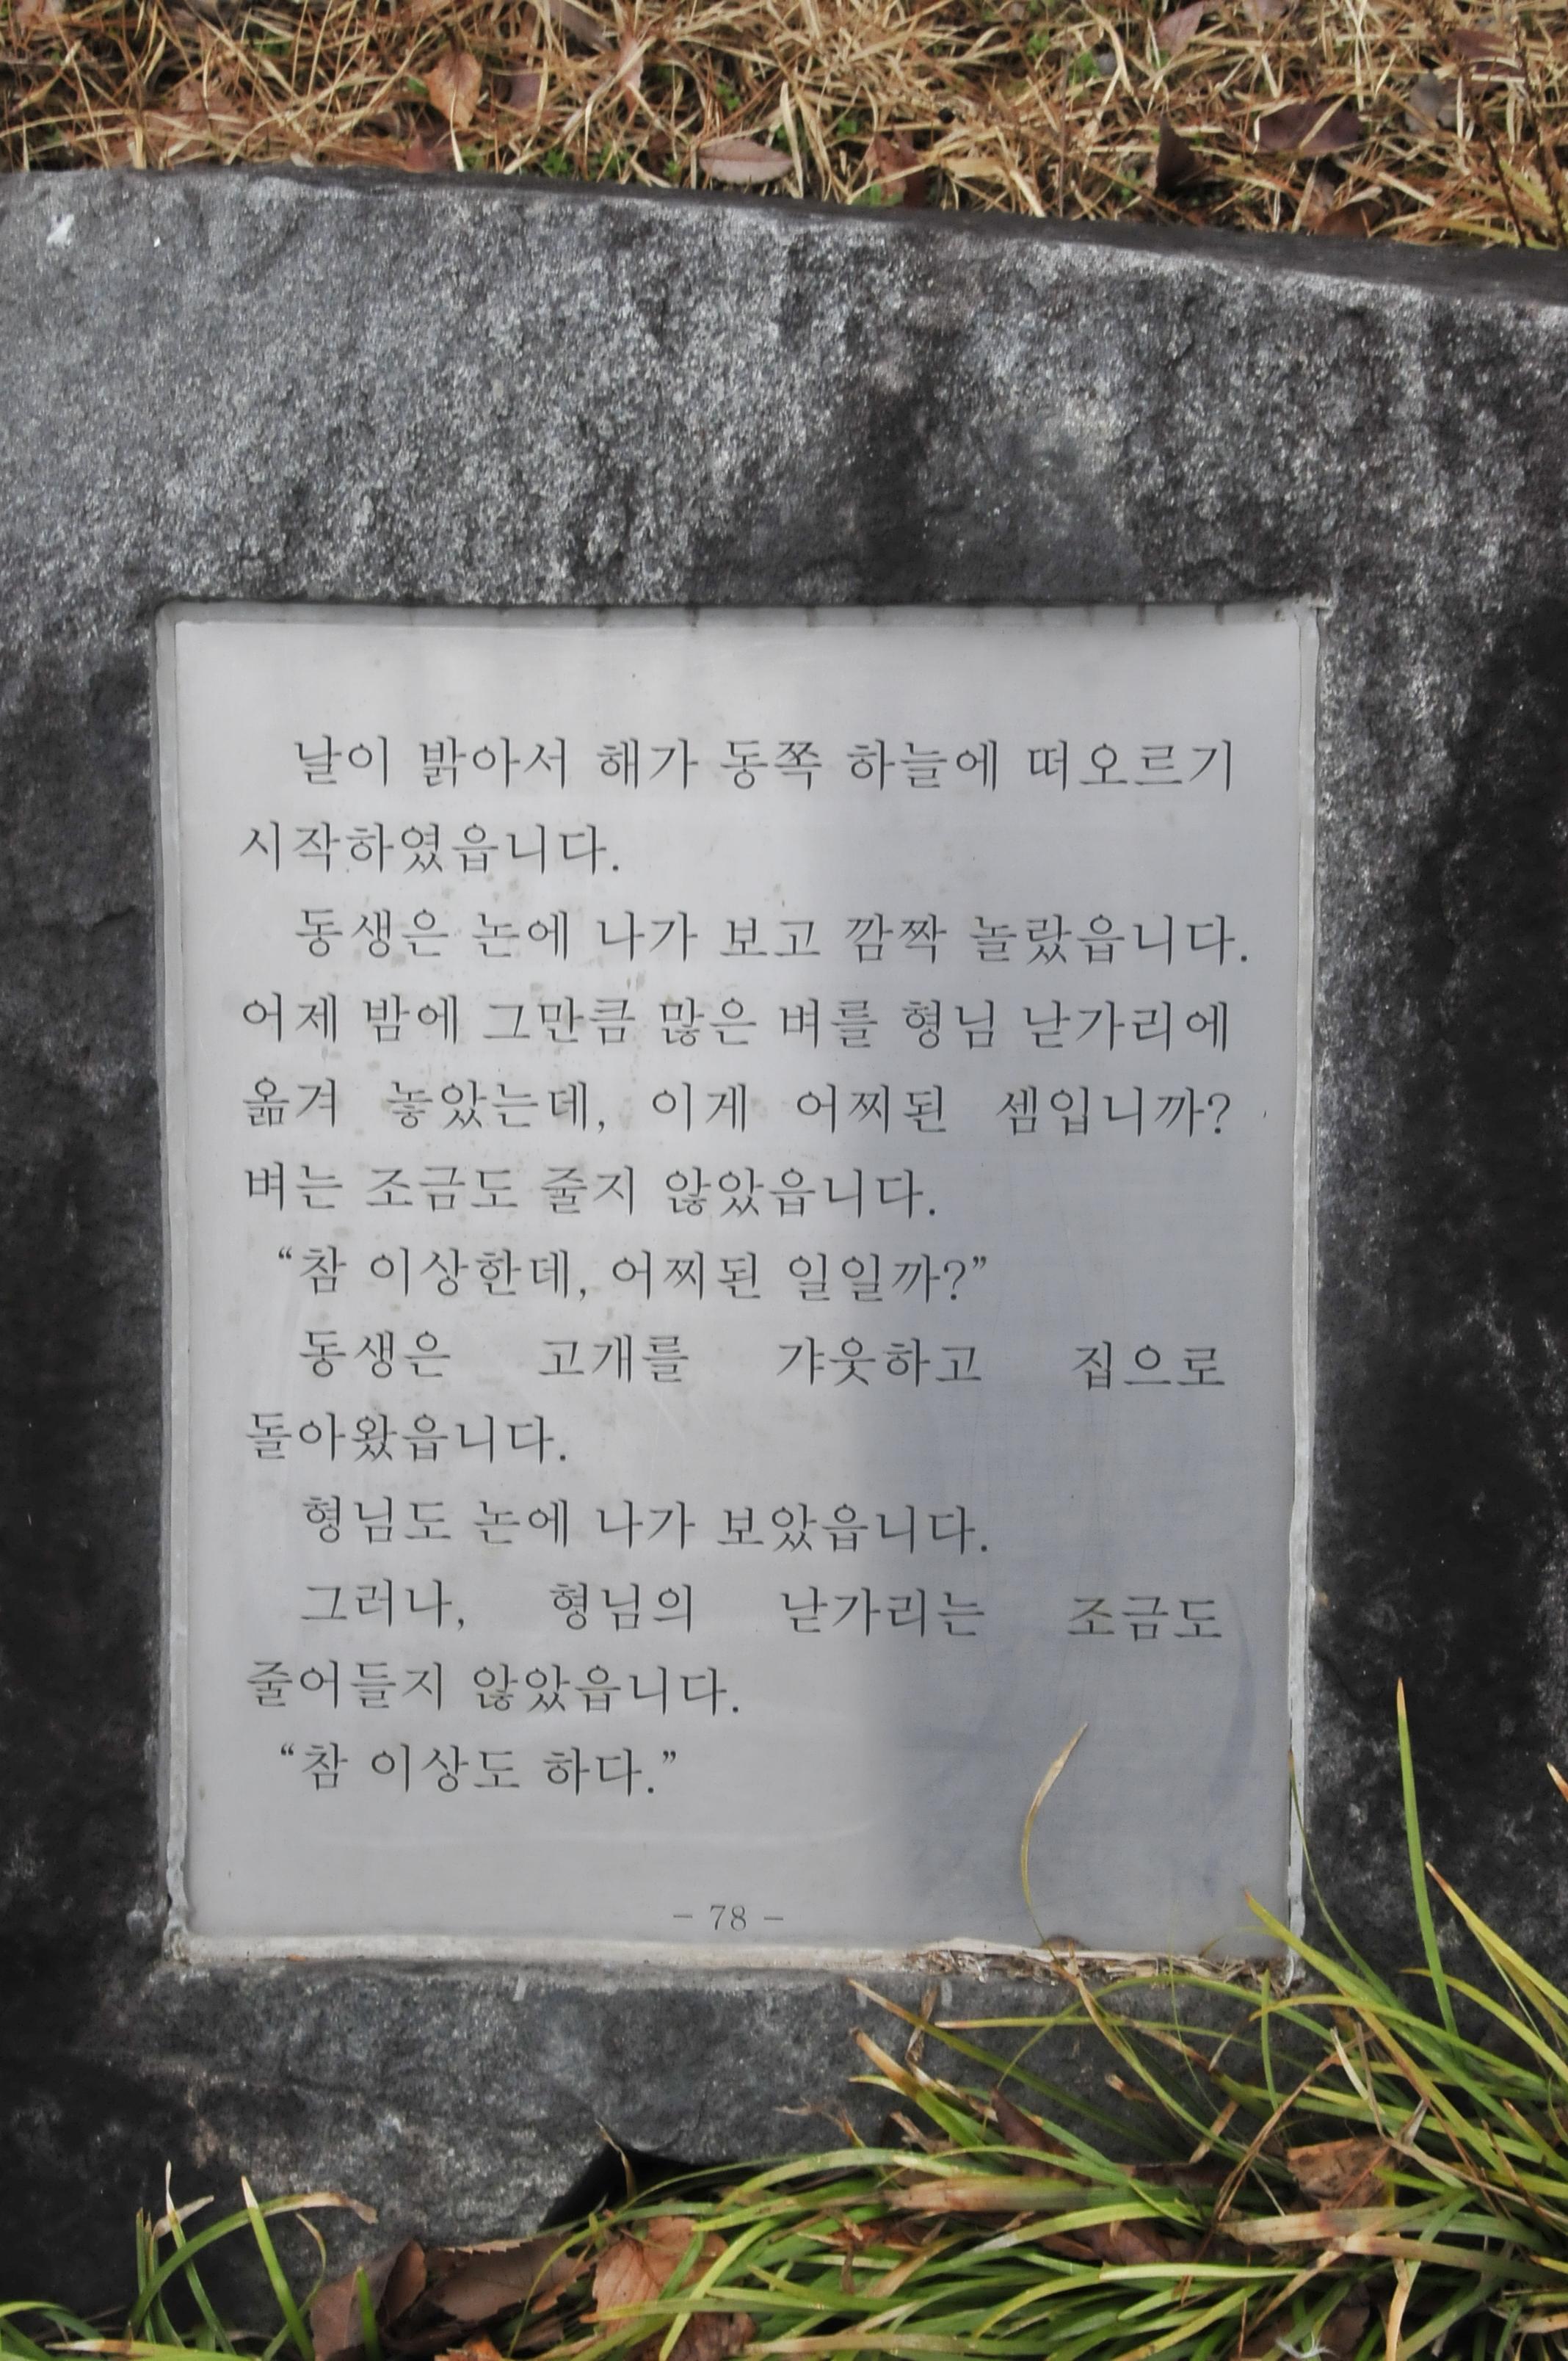 날이 밝아서 해가 동쪽 하늘에 떠오르기
시작하였읍니다.
동생은 논에 나가 보고 깜짝 놀랐읍니다.
어제 밤에 그만큼 많은 벼를 형님 낟가리에
옮겨 놓았는데, 이게 어찌된 셈입니까?
벼는 조금도 줄지 않았읍니다.
“참 이상한데, 어찌된 일일까?”
동생은 고개를 갸웃하고 집으로
돌아왔읍니다.
형님도 논에 나가 보았읍니다.
그러나, 형님의 낟가리는 조금도
줄어들지 않았읍니다.
“참 이상도 하다.”
- 78 -